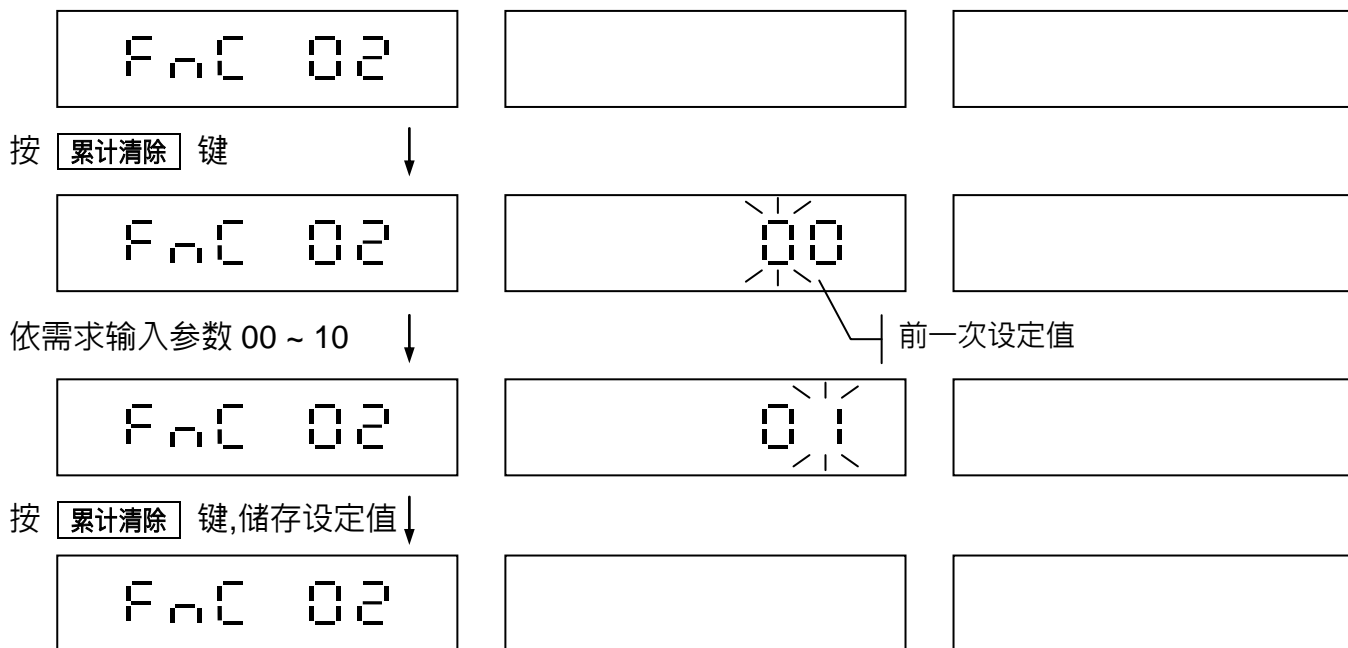 FnC 02
按 累计清除 键
FnC 02 00
依需求输入参数 00 ~ 10 前一次设定值
FnC 02 01
按 累计清除 键,储存设定值
FnC 02